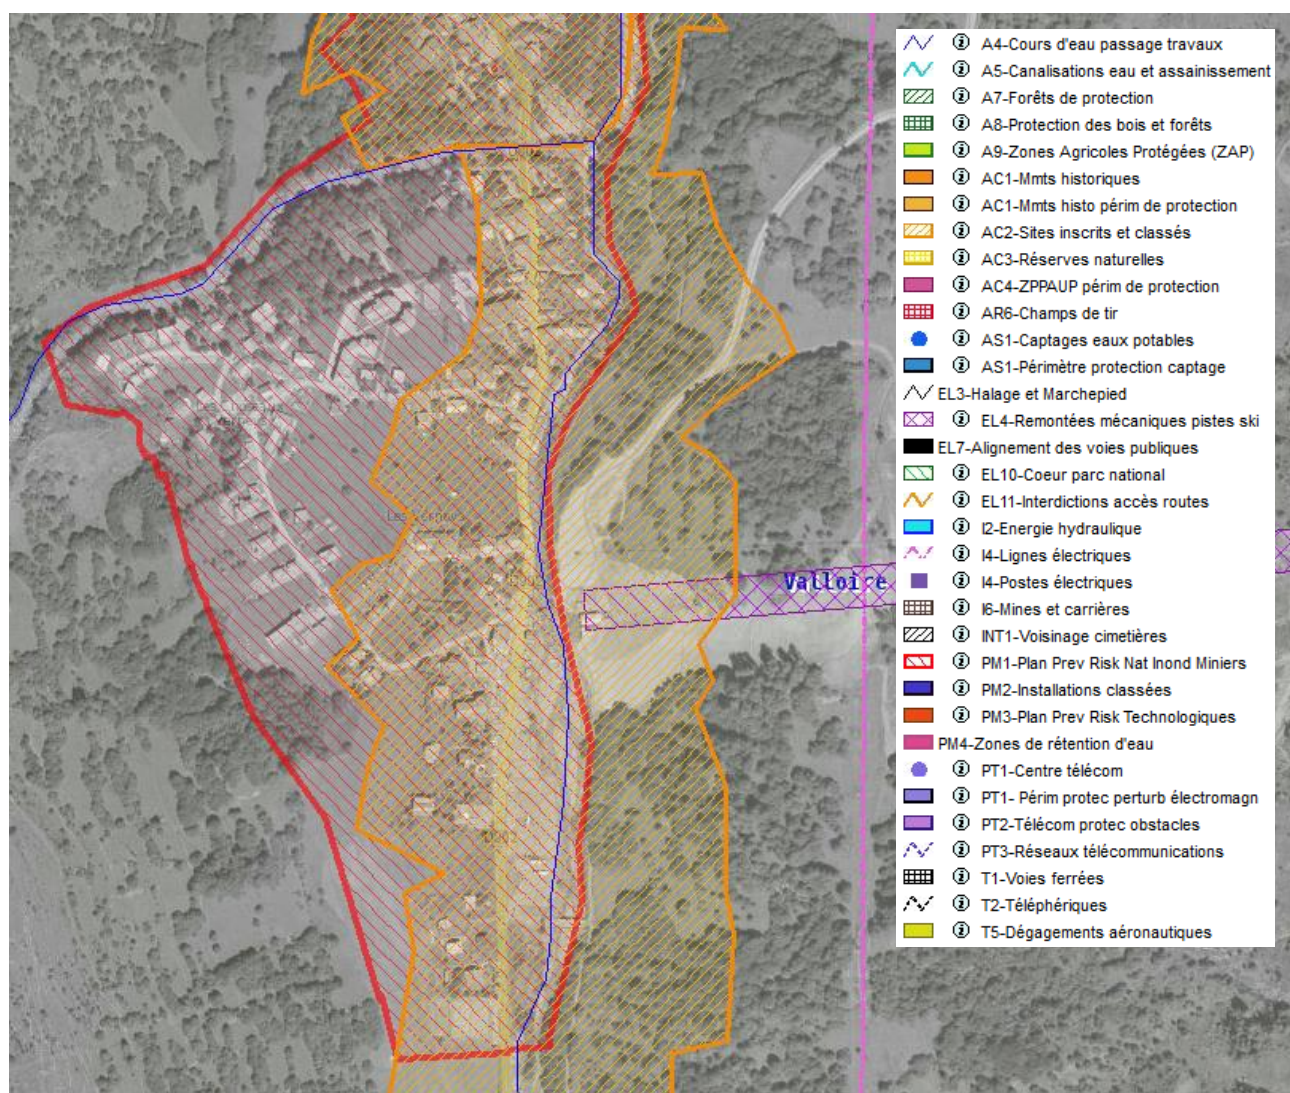 A4-Cours d'eau passage travaux
A5-Canalisations eau et assainissement
A7-Forêts de protection
A8-Protection des bois et forêts
A9-Zones Agricoles Protégées (ZAP)
AC1-Mmts historiques
AC1-Mmts histo périm de protection
AC2-Sites inscrits et classés
AC3-Réserves naturelles
AC4-ZPPAUP périm de protection
AR6-Champs de tir
AS1-Captages eaux potables
AS1-Périmètre protection captage
EL3-Halage et Marchepied
EL4-Remontées mécaniques pistes ski
EL7-Alignement des voies publiques
EL10-Coeur parc national
EL11-Interdictions accès routes
I2-Energie hydraulique
I4-Lignes électriques
I4-Postes électriques
I6-Mines et carrières
INT1-Voisinage cimetières
PM1-Plan Prev Risk Nat Inond Miniers
PM2-Installations classées
PM3-Plan Prev Risk Technologiques
PM4-Zones de rétention d'eau
PT1-Centre télécom
PT1- Périm protec perturb électromagn
PT2-Télécom protec obstacles
PT3-Réseaux télécommunications
T1-Voies ferrées
T2-Téléphériques
T5-Dégagements aéronautiques
Valloire
D902